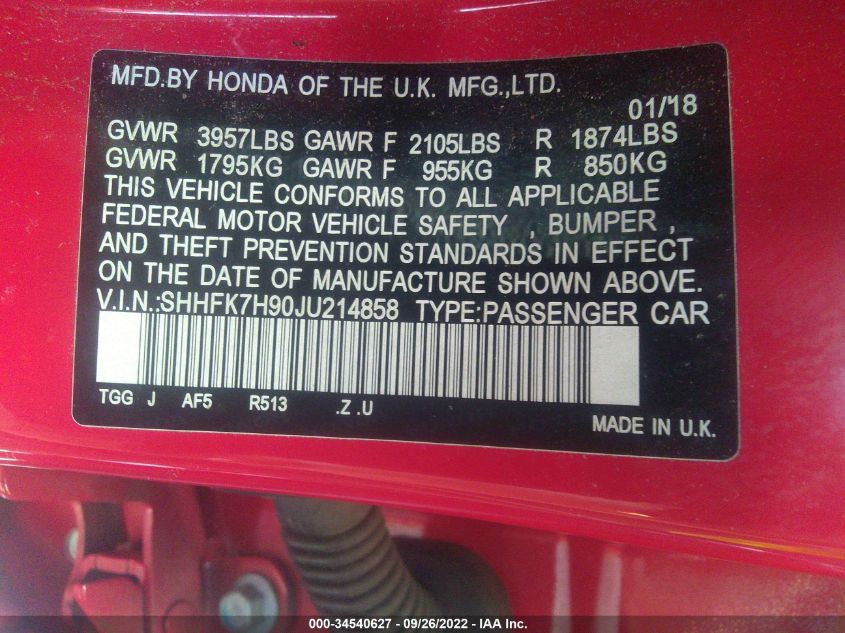 MFD.BY HONDA OF THE U.K. MFG.,LTD.
01/18
GVWR 3957LBS GAWR F 2105LBS R 1874LBS
GVWR 1795KG GAWR F 955KG R 850KG
THIS VEHICLE CONFORMS TO ALL APPLICABLE
FEDERAL MOTOR VEHICLE SAFETY , BUMPER ,
AND THEFT PREVENTION STANDARDS IN EFFECT
ON THE DATE OF MANUFACTURE SHOWN ABOVE.
V.I.N.:SHHFK7H90JU214858 TYPE:PASSENGER CAR
TGG J AF5 R513 .Z .U
MADE IN U.K.
000-34540627 - 09/26/2022 - IAA Inc.